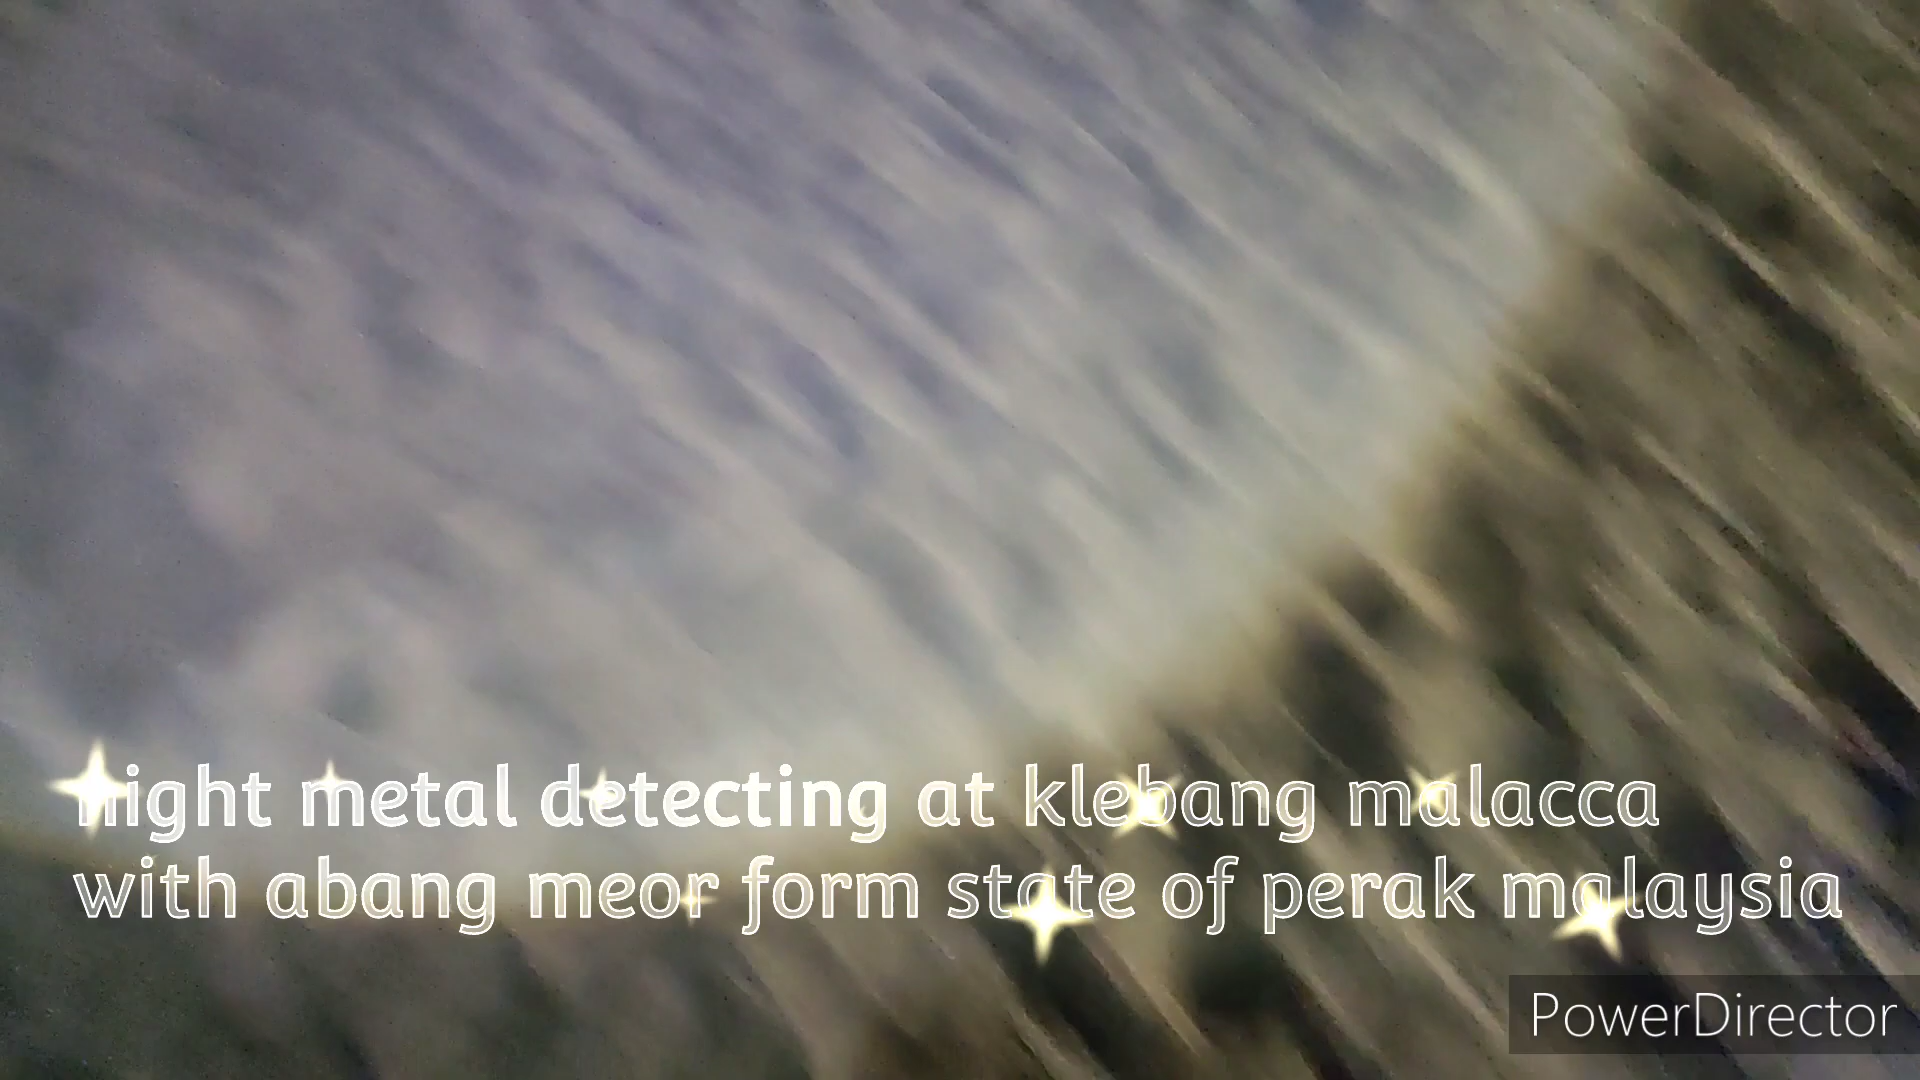 night metal detecting at klebang malacca
with abang meor form state of perak malaysia
PowerDirector